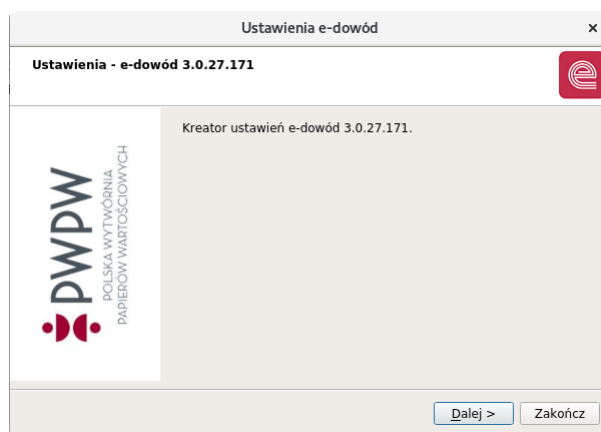 Ustawienia e-dowód
Ustawienia - e-dowód 3.0.27.171
Kreator ustawień e-dowód 3.0.27.171.
PWPW
POLSKA WYTWÓRNIA
PAPIERÓW WARTOŚCIOWYCH
Dalej >
Zakończ